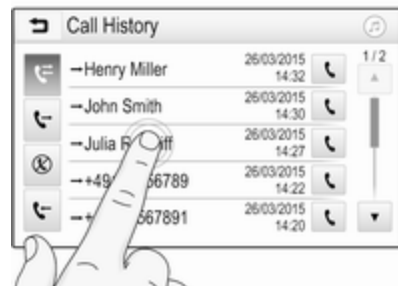 Call History
1/2
→Henry Miller 26/03/2015 14:32
→John Smith 26/03/2015 14:30
→Julia 26/03/2015 14:27
26/03/2015 14:22
26/03/2015 14:20